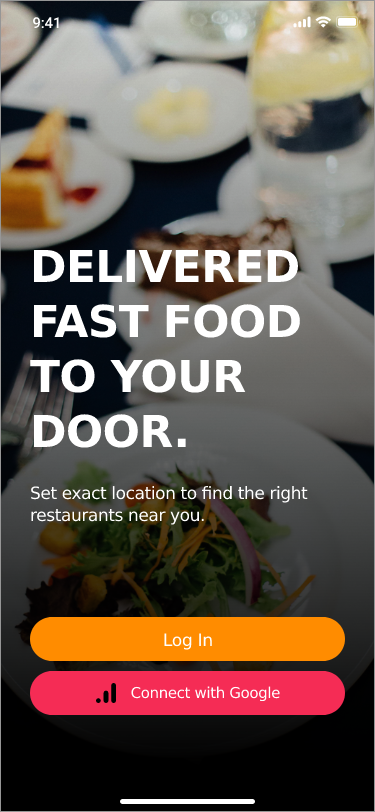 9:41
DELIVERED
FAST FOOD
TO YOUR
DOOR.
Set exact location to find the right
restaurants near you.
Log In
Connect with Google